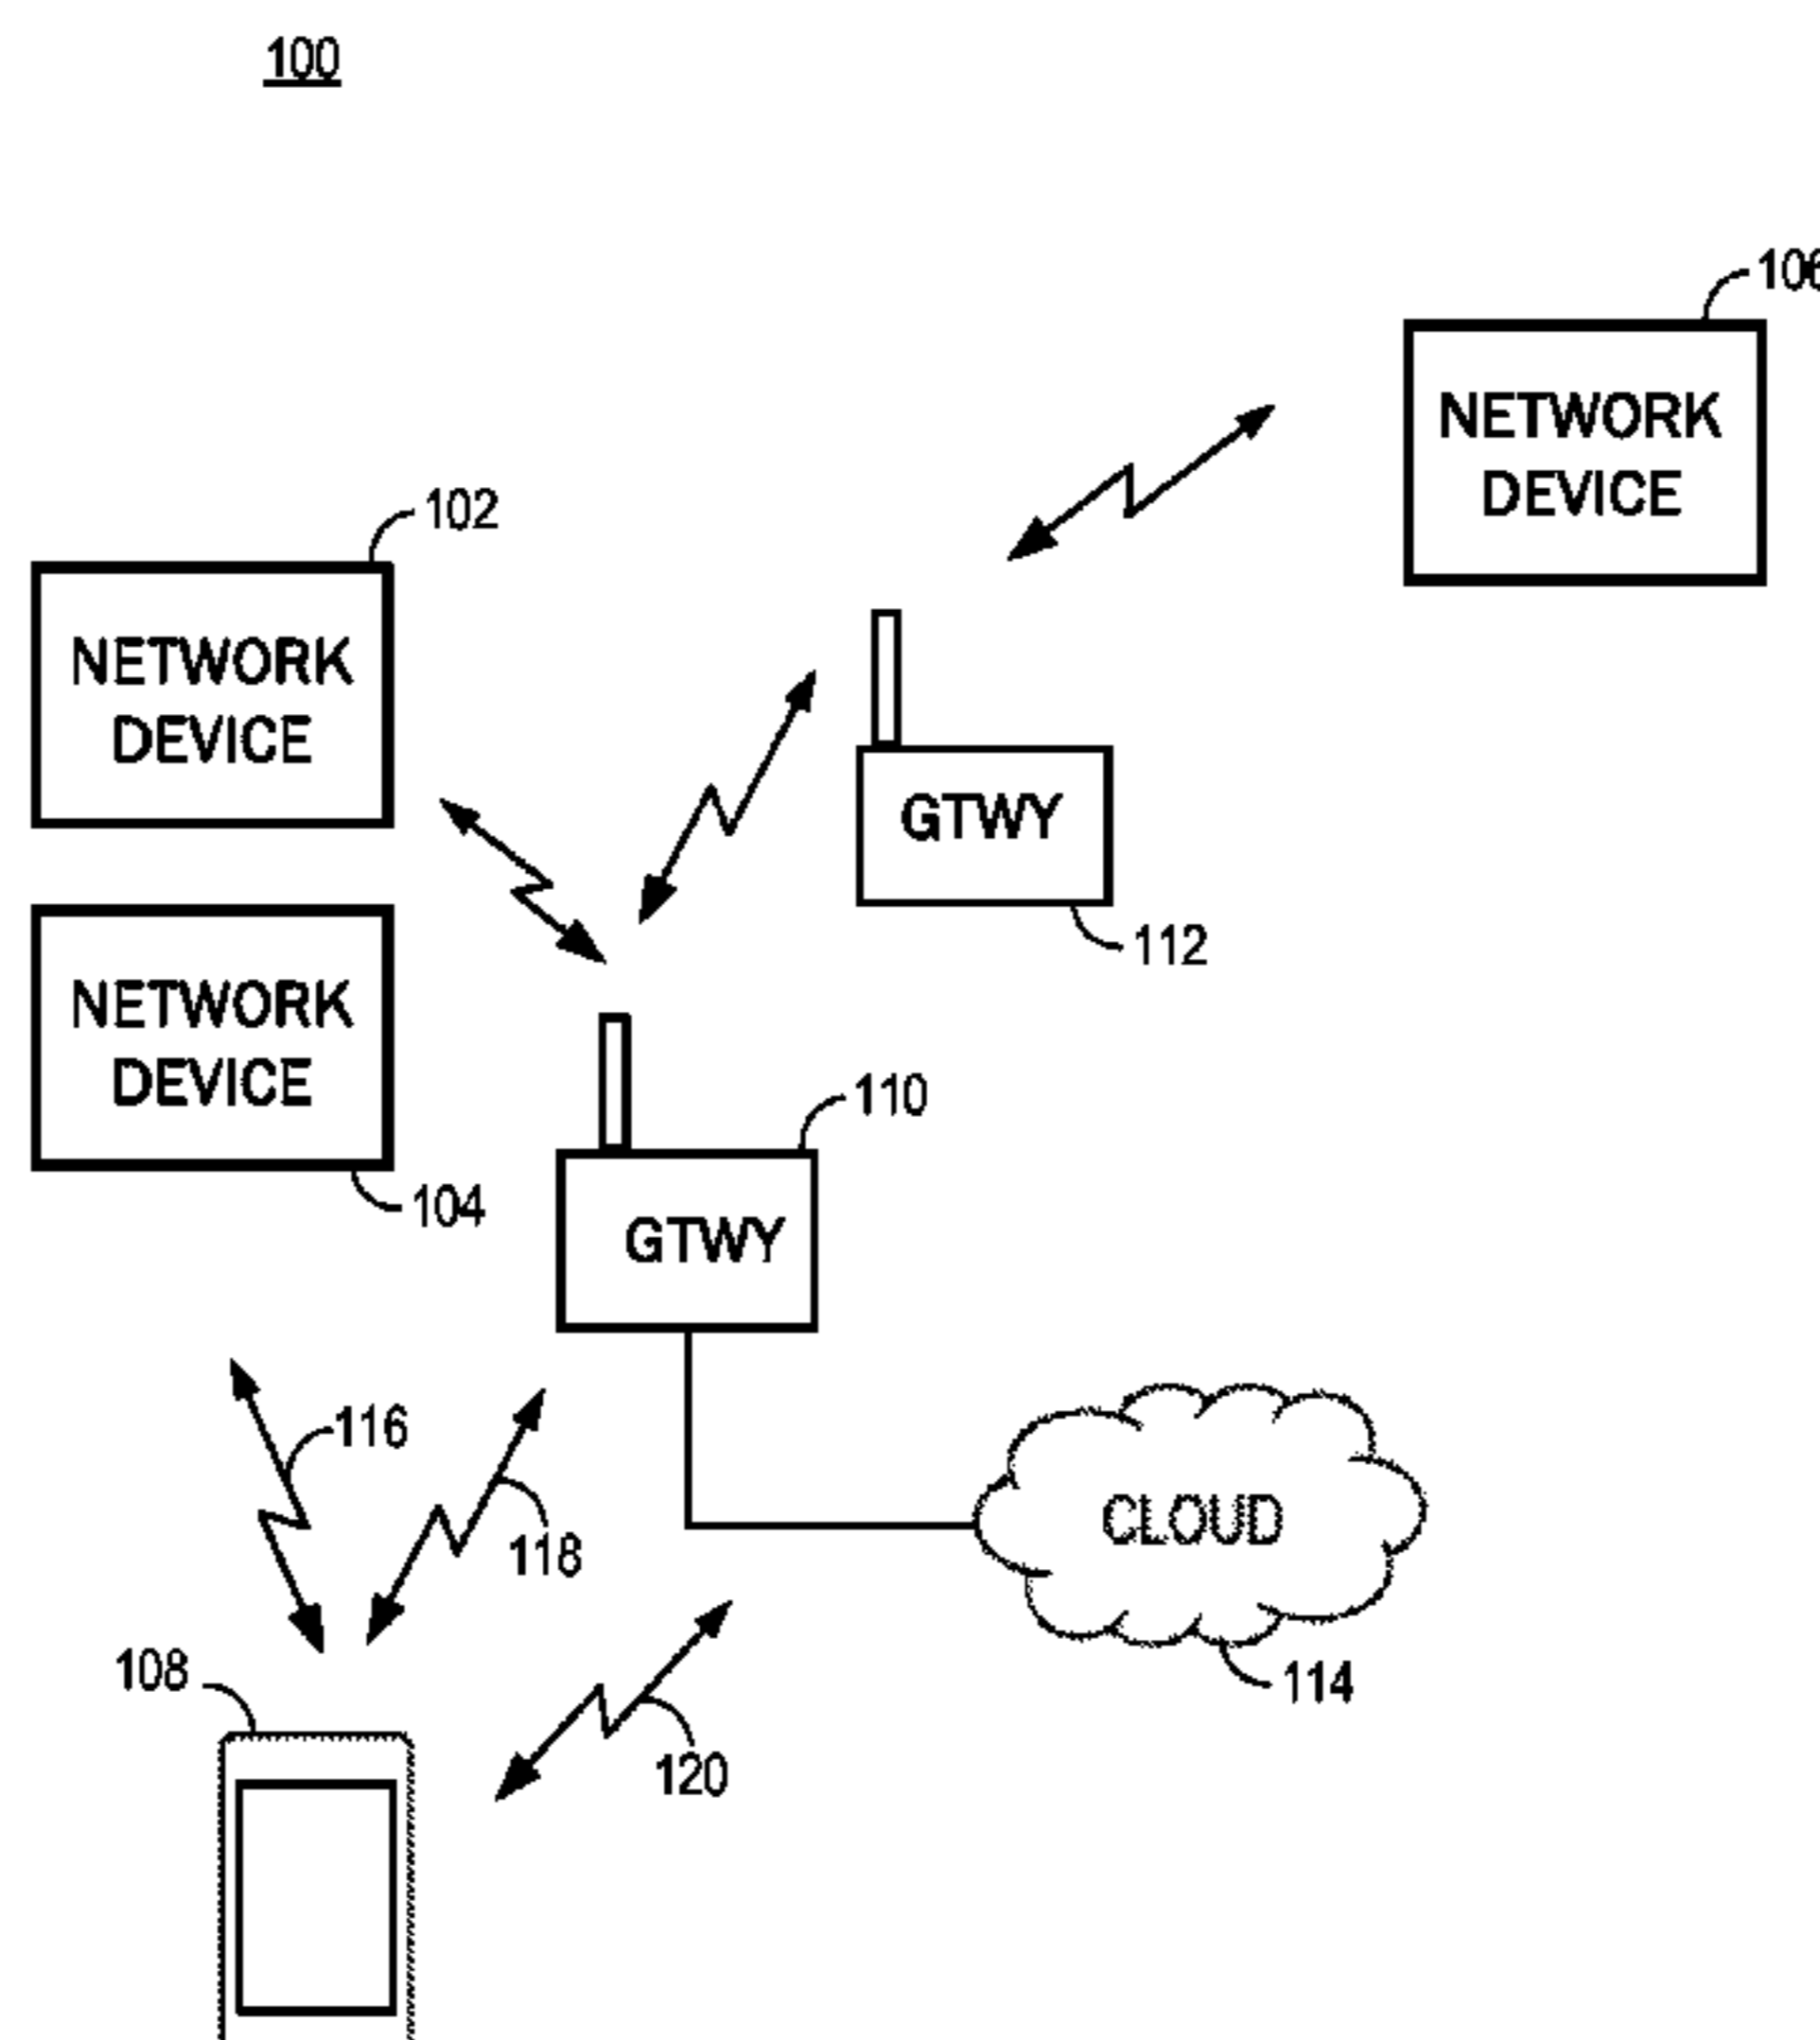 100
106
NETWORK
DEVICE
102
NETWORK
DEVICE
GTWY
112
NETWORK
DEVICE
104
110
GTWY
116
118
CLOUD
114
108
120